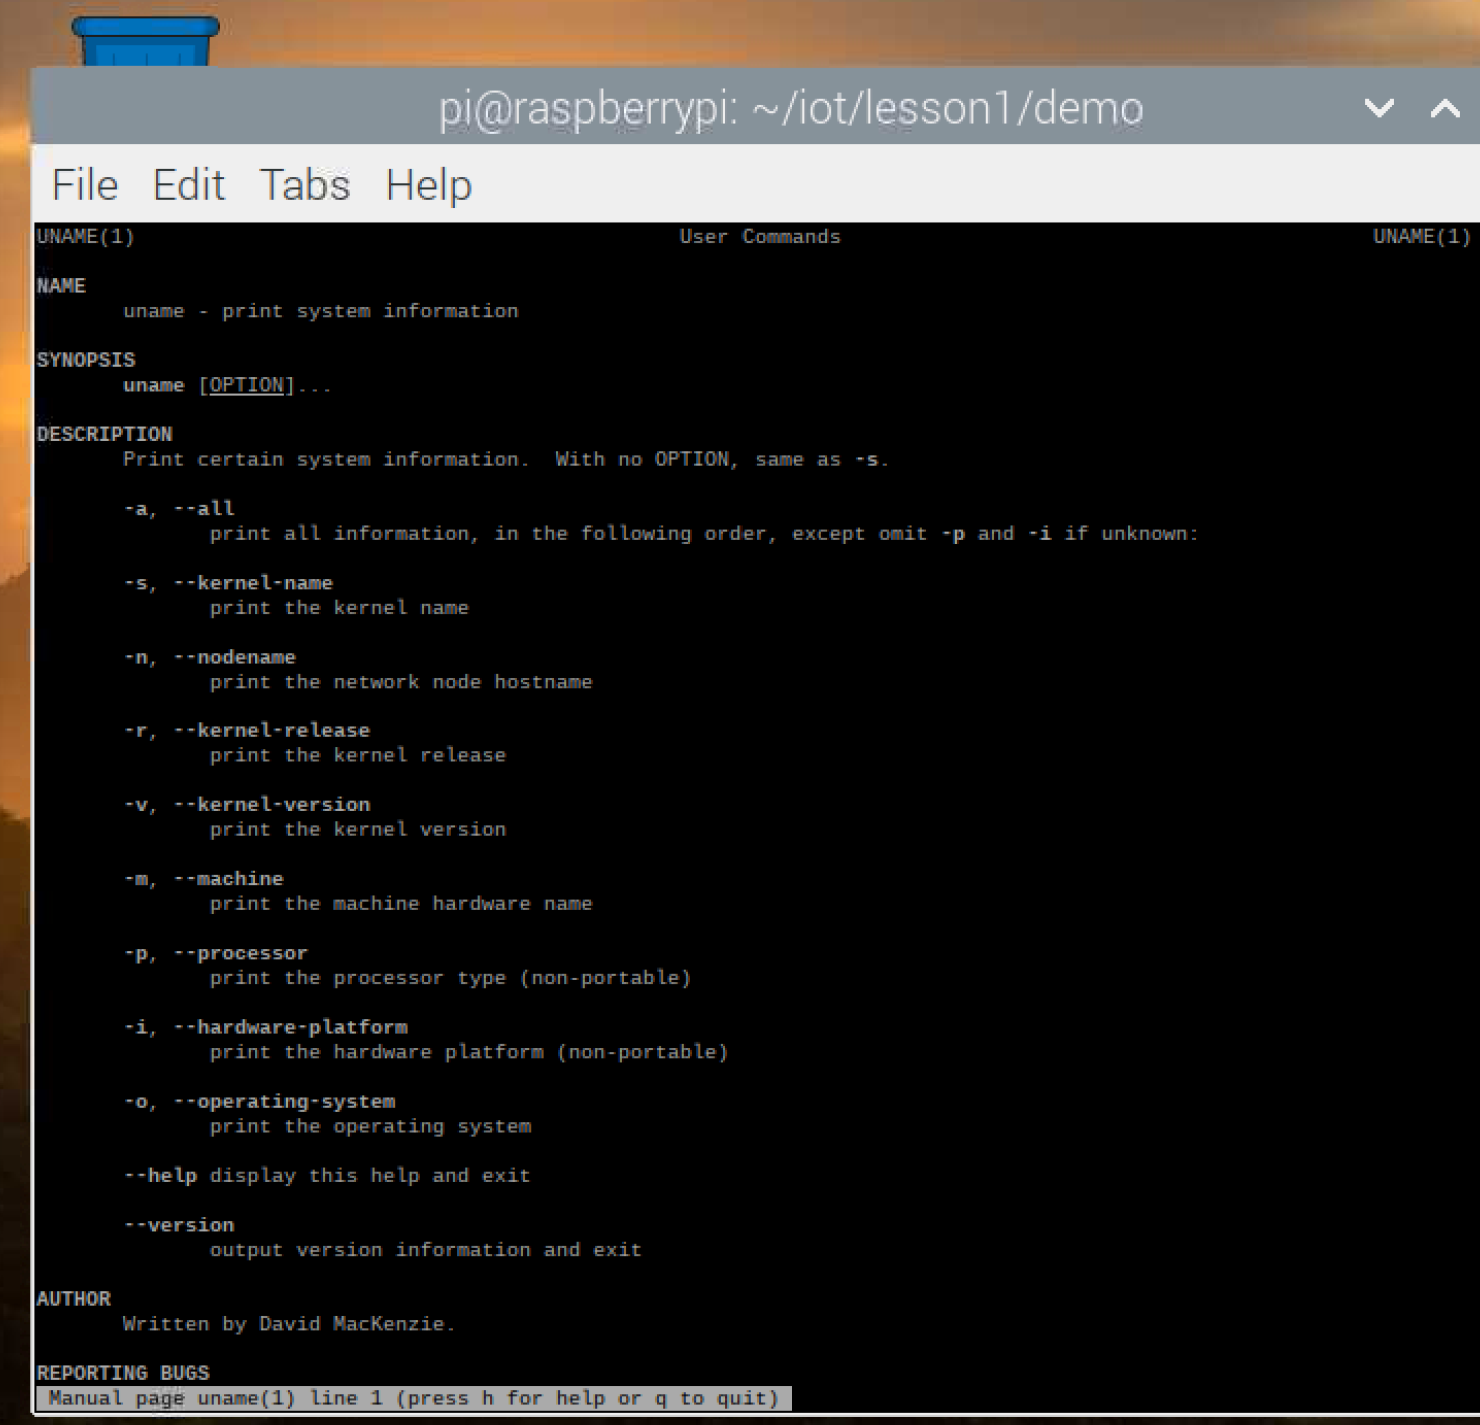 pi@raspberrypi: ~/iot/lesson1/demo
File Edit Tabs Help
UNAME(1) User Commands UNAME(1)
NAME
uname - print system information
SYNOPSIS
uname [OPTION]...
DESCRIPTION
Print certain system information.  With no OPTION, same as -s.
-a, --all
print all information, in the following order, except omit -p and -i if unknown:
-s, --kernel-name
print the kernel name
-n, --nodename
print the network node hostname
-r, --kernel-release
print the kernel release
-v, --kernel-version
print the kernel version
-m, --machine
print the machine hardware name
-p, --processor
print the processor type (non-portable)
-i, --hardware-platform
print the hardware platform (non-portable)
-o, --operating-system
print the operating system
--help display this help and exit
--version
output version information and exit
AUTHOR
Written by David MacKenzie.
REPORTING BUGS
Manual page uname(1) line 1 (press h for help or q to quit)